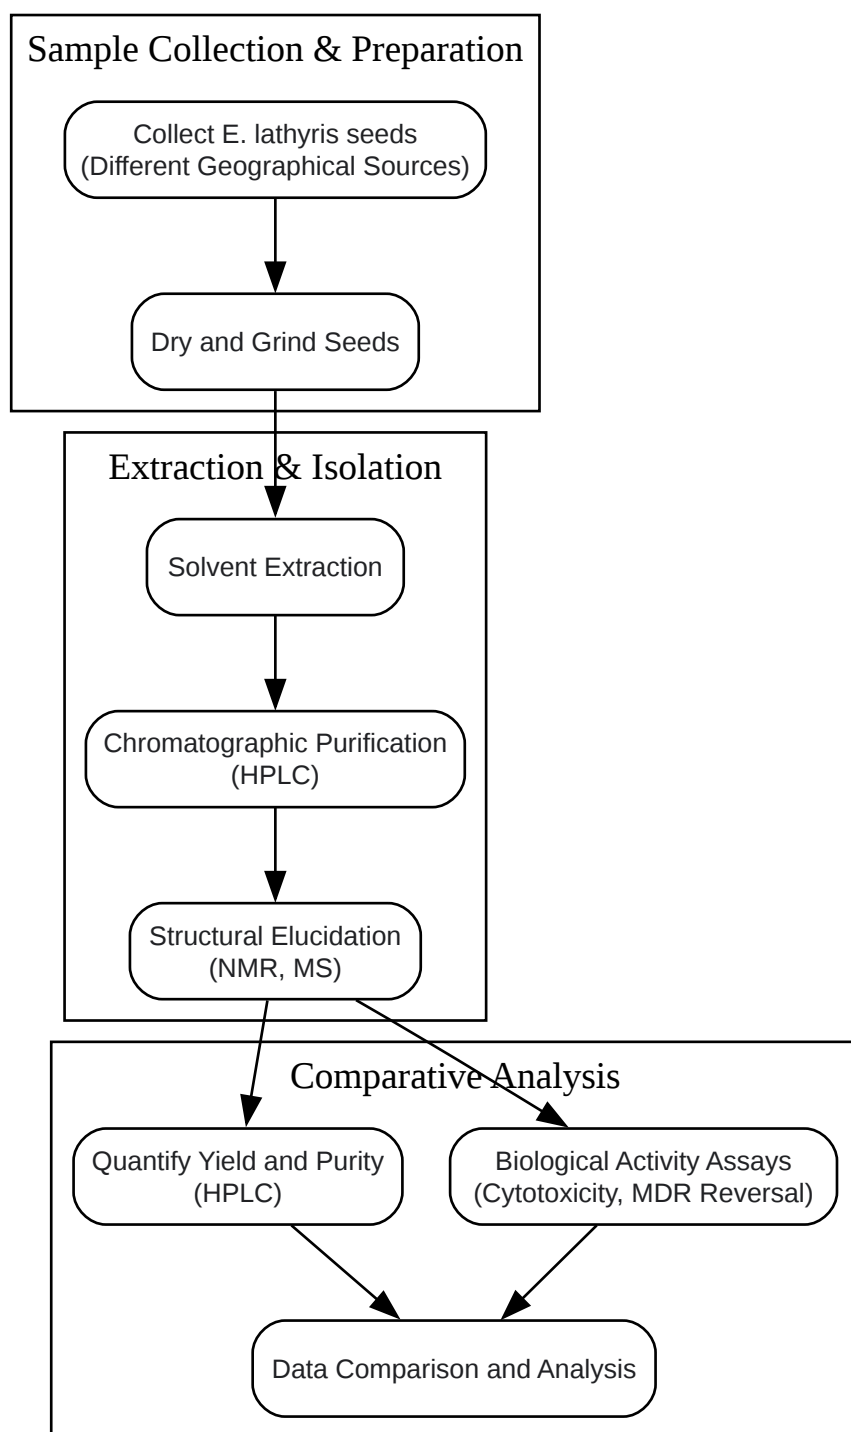 Sample Collection & Preparation
Collect E. lathyris seeds
(Different Geographical Sources)
Dry and Grind Seeds
Extraction & Isolation
Solvent Extraction
Chromatographic Purification
(HPLC)
Structural Elucidation
(NMR, MS)
Comparative Analysis
Quantify Yield and Purity
(HPLC)
Biological Activity Assays
(Cytotoxicity, MDR Reversal)
Data Comparison and Analysis